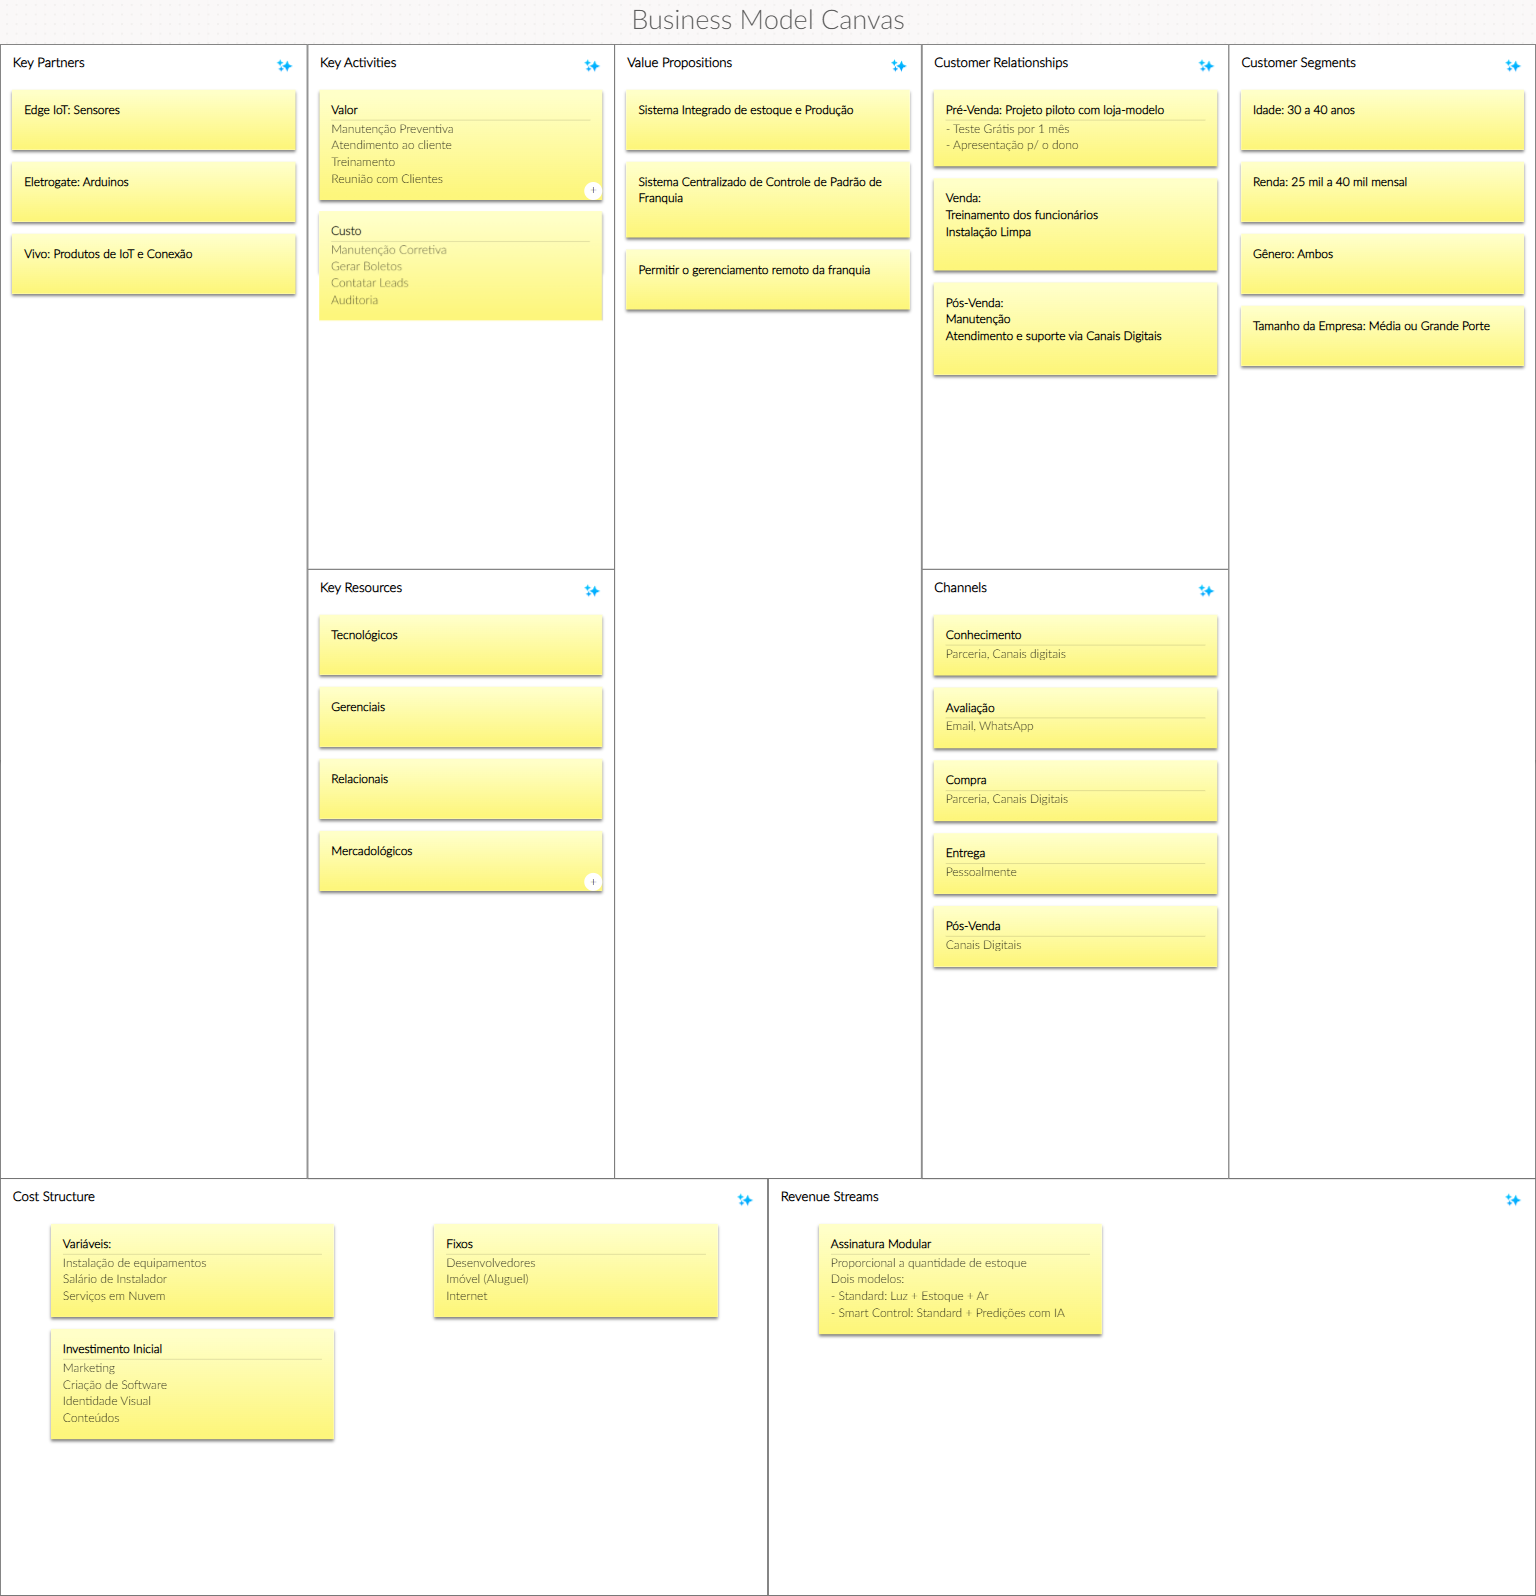 Business Model Canvas
Key Partners
Edge IoT: Sensores
Eletrogate: Arduinos
Vivo: Produtos de IoT e Conexão
Key Activities
Valor
Manutenção Preventiva
Atendimento ao cliente
Treinamento
Reunião com Clientes
Custo
Manutenção Corretiva
Gerar Boletos
Contatar Leads
Auditoria
Key Resources
Tecnológicos
Gerenciais
Relacionais
Mercadológicos
Value Propositions
Sistema Integrado de estoque e Produção
Sistema Centralizado de Controle de Padrão de
Franquia
Permitir o gerenciamento remoto da franquia
Customer Relationships
Pré-Venda: Projeto piloto com loja-modelo
- Teste Grátis por 1 mês
- Apresentação p/ o dono
Venda:
Treinamento dos funcionários
Instalação Limpa
Pós-Venda:
Manutenção
Atendimento e suporte via Canais Digitais
Channels
Conhecimento
Parceria, Canais digitais
Avaliação
Email, WhatsApp
Compra
Parceria, Canais Digitais
Entrega
Pessoalmente
Pós-Venda
Canais Digitais
Customer Segments
Idade: 30 a 40 anos
Renda: 25 mil a 40 mil mensal
Gênero: Ambos
Tamanho da Empresa: Média ou Grande Porte
Cost Structure
Variáveis:
Instalação de equipamentos
Salário de Instalador
Serviços em Nuvem
Investimento Inicial
Marketing
Criação de Software
Identidade Visual
Conteúdos
Fixos
Desenvolvedores
Imóvel (Aluguel)
Internet
Revenue Streams
Assinatura Modular
Proporcional a quantidade de estoque
Dois modelos:
- Standard: Luz + Estoque + Ar
- Smart Control: Standard + Predições com IA